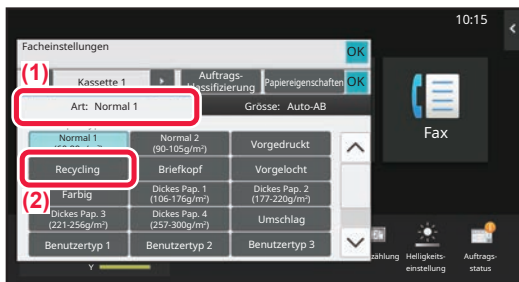 10:15
Facheinstellungen
OK
(1)
Kassette 1
Auftrags-
klassifizierung
Papiereigenschaften
OK
Art: Normal 1
Grösse: Auto-AB
Normal 1
Normal 2
(90-105g/m²)
Vorgedruckt
Fax
Recycling
Briefkopf
Vorgelocht
(2)
Farbig
Dickes Pap. 1
(106-176g/m²)
Dickes Pap. 2
(177-220g/m²)
Dickes Pap. 3
(221-256g/m²)
Dickes Pap. 4
(257-300g/m²)
Umschlag
Benutzertyp 1
Benutzertyp 2
Benutzertyp 3
zählung
Helligkeits-
einstellung
Auftrags-
status
Y